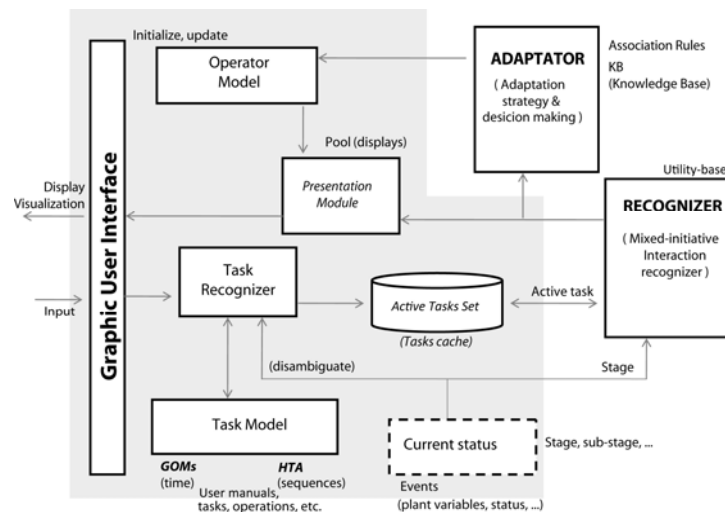 Initialize, update
Operator
Model
ADAPTATOR
( Adaptation
strategy &
desicion making )
Association Rules
KB
(Knowledge Base)
Pool (displays)
Utility-base
Display
Visualization)
Graphic User Interface
Presentation
Module
RECOGNIZER
( Mixed-initiative
Interaction
recognizer )
Task
Recognizer
Active Tasks Set
Active task
Input
(Tasks cache)
(disambiguate)
Stage
Task Model
Current status
Stage, sub-stage, ...
GOMs
(time)
HTA
(sequences)
User manuals,
tasks, operations, etc.
Events
(plant variables, status, ...)